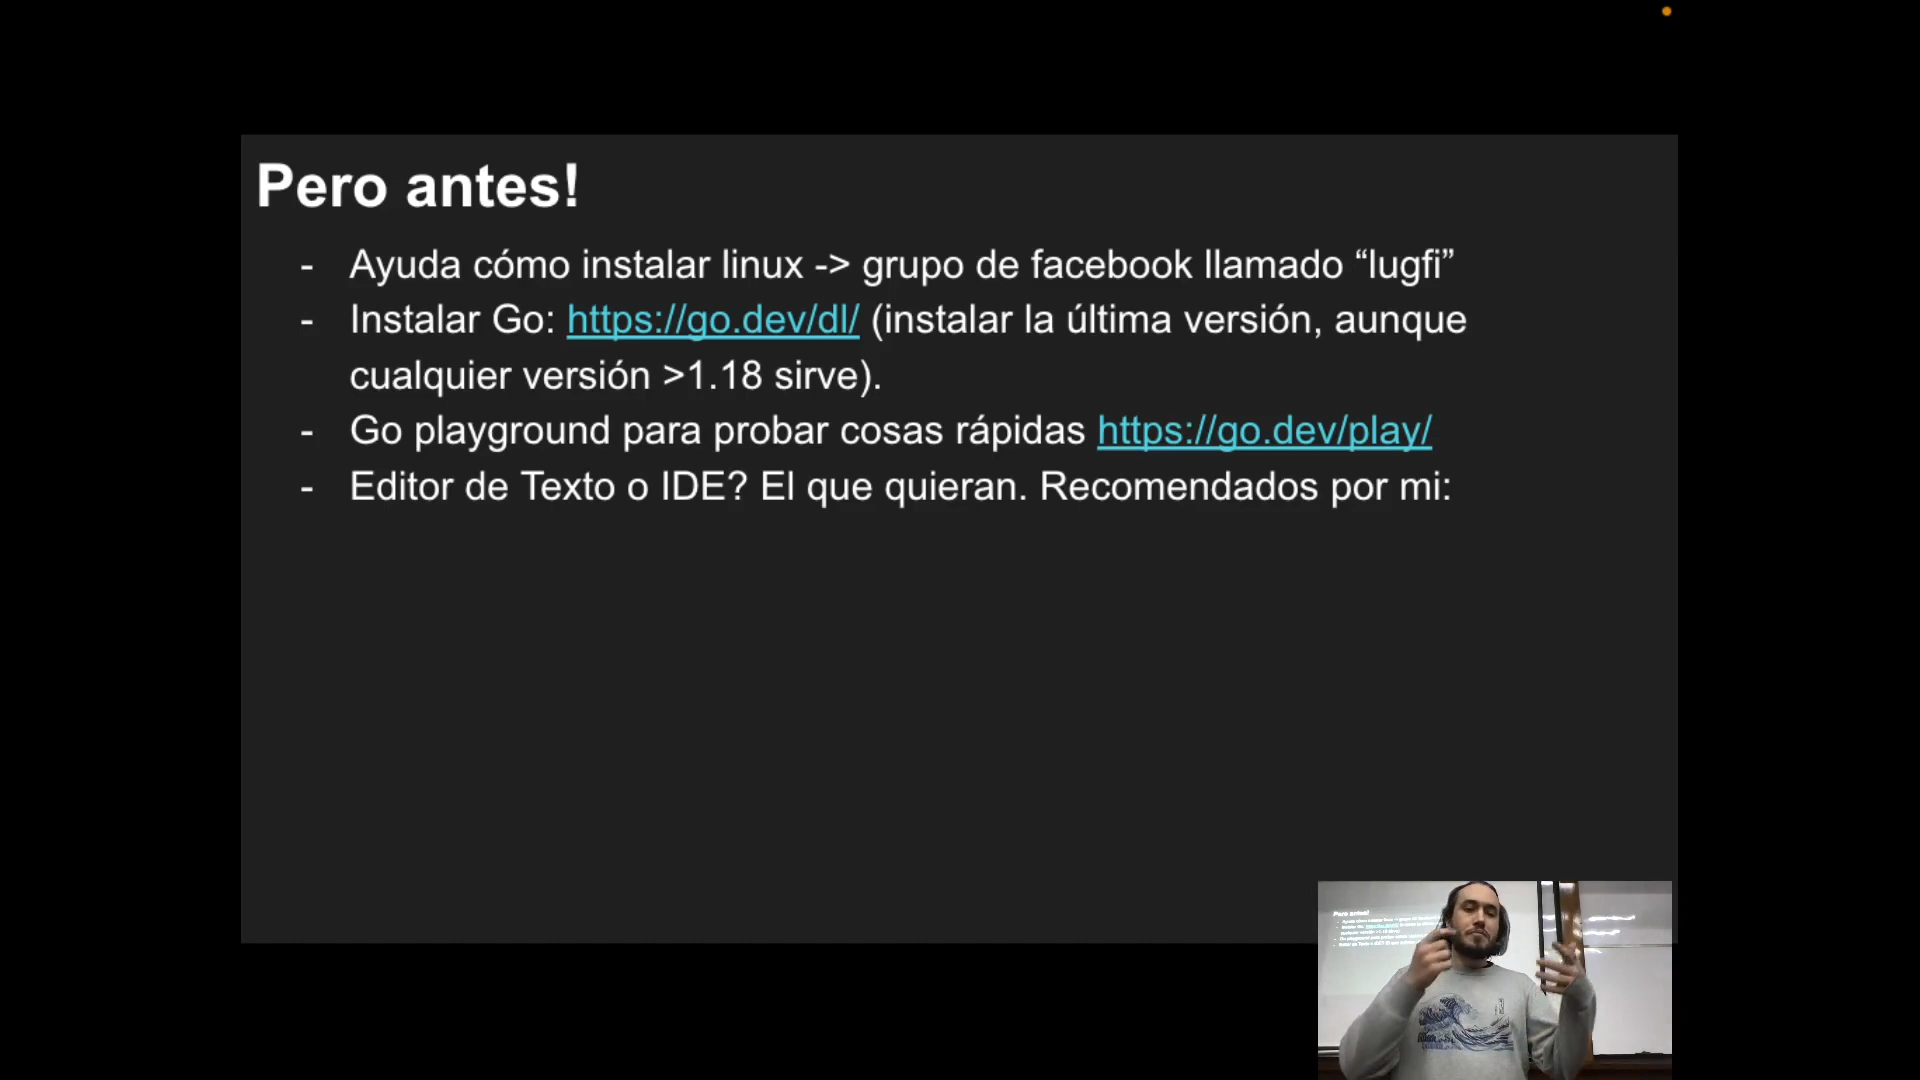 Pero antes!
- Ayuda cómo instalar linux -> grupo de facebook llamado “lugfi”
- Instalar Go: https://go.dev/dl/ (instalar la última versión, aunque
cualquier versión >1.18 sirve).
- Go playground para probar cosas rápidas https://go.dev/play/
- Editor de Texto o IDE? El que quieran. Recomendados por mi:
Pero antes!